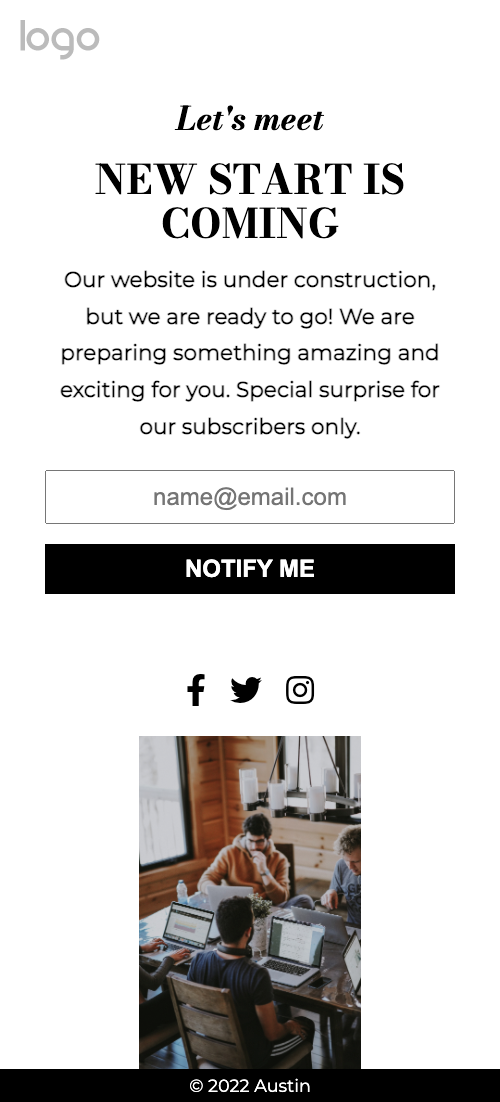 logo
Let's meet
NEW START IS
COMING
Our website is under construction,
but we are ready to go! We are
preparing something amazing and
exciting for you. Special surprise for
our subscribers only.
name@email.com
NOTIFY ME
© 2022 Austin